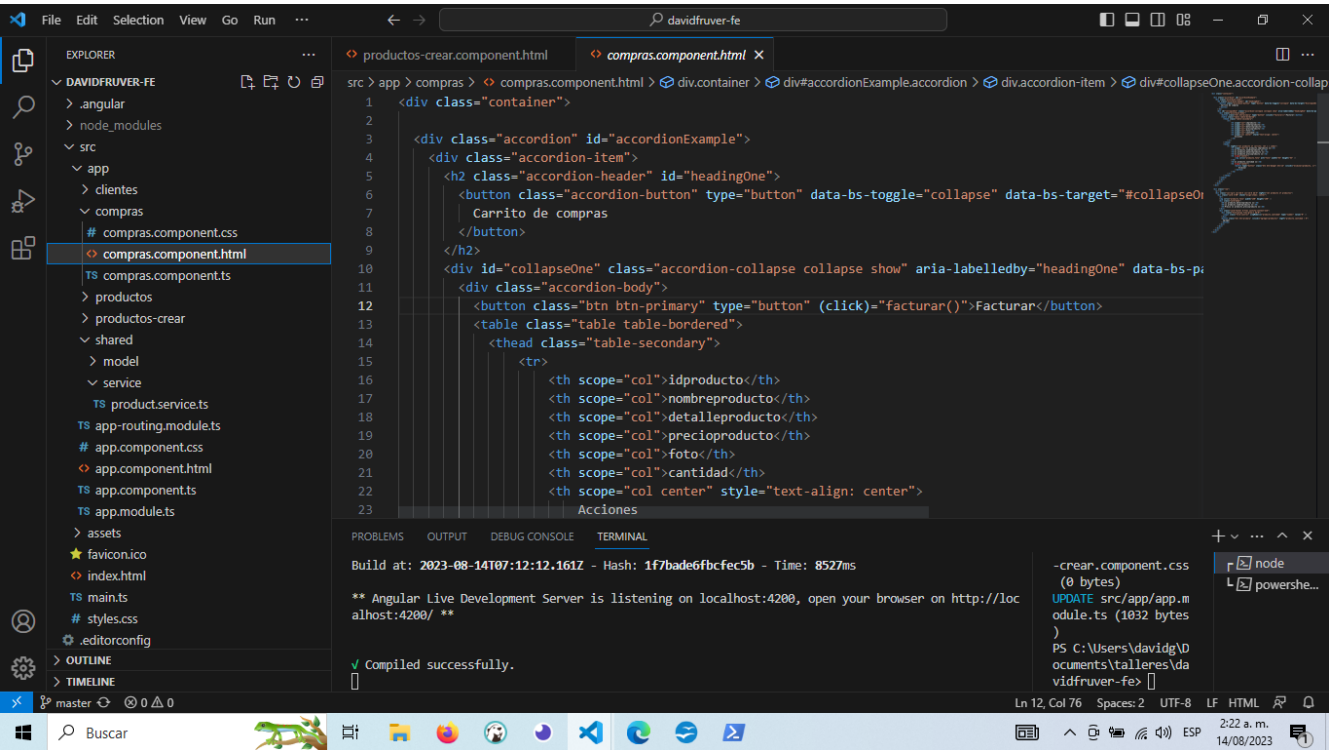 File Edit Selection View Go Run ···
davidfruver-fe
EXPLORER
DAVIDFRUVER-FE
.angular
node_modules
src
app
clientes
compras
# compras.component.css
<> compras.component.html
TS compras.component.ts
productos
productos-crear
shared
model
service
TS product.service.ts
TS app-routing.module.ts
# app.component.css
<> app.component.html
TS app.component.ts
TS app.module.ts
assets
favicon.ico
<> index.html
TS main.ts
# styles.css
.editorconfig
OUTLINE
TIMELINE
<> productos-crear.component.html
<> compras.component.html
src > app > compras > <> compras.component.html > div.container > div#accordionExample.accordion > div.accordion-item > div#collapseOne.accordion-collap
1 <div class="container">
2
3 <div class="accordion" id="accordionExample">
4 <div class="accordion-item">
5 <h2 class="accordion-header" id="headingOne">
6 <button class="accordion-button" type="button" data-bs-toggle="collapse" data-bs-target="#collapseOn
7 Carrito de compras
8 </button>
9 </h2>
10 <div id="collapseOne" class="accordion-collapse collapse show" aria-labelledby="headingOne" data-bs-pa
11 <div class="accordion-body">
12 <button class="btn btn-primary" type="button" (click)="facturar()">Facturar</button>
13 <table class="table table-bordered">
14 <thead class="table-secondary">
15 <tr>
16 <th scope="col">idproducto</th>
17 <th scope="col">nombreproducto</th>
18 <th scope="col">detalleproducto</th>
19 <th scope="col">precioproducto</th>
20 <th scope="col">foto</th>
21 <th scope="col">cantidad</th>
22 <th scope="col center" style="text-align: center">
23 Acciones
PROBLEMS OUTPUT DEBUG CONSOLE TERMINAL
Build at: 2023-08-14T07:12:12.161Z - Hash: 1f7bade6fbcfec5b - Time: 8527ms
** Angular Live Development Server is listening on localhost:4200, open your browser on http://loc
alhost:4200/ **
√ Compiled successfully.
-crear.component.css
(0 bytes)
UPDATE src/app/app.m
odule.ts (1032 bytes
)
PS C:\Users\davidg\D
ocuments\talleres\da
vidfruver-fe>
node
powershe...
master 0 0
Ln 12, Col 76 Spaces: 2 UTF-8 LF HTML
Buscar
ESP
2:22 a. m.
14/08/2023
1